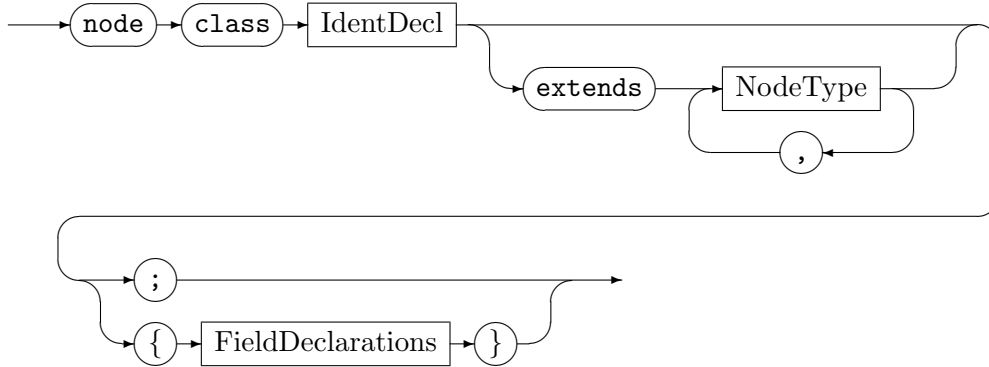 node class IdentDecl
extends NodeType
,
;
{ FieldDeclarations }